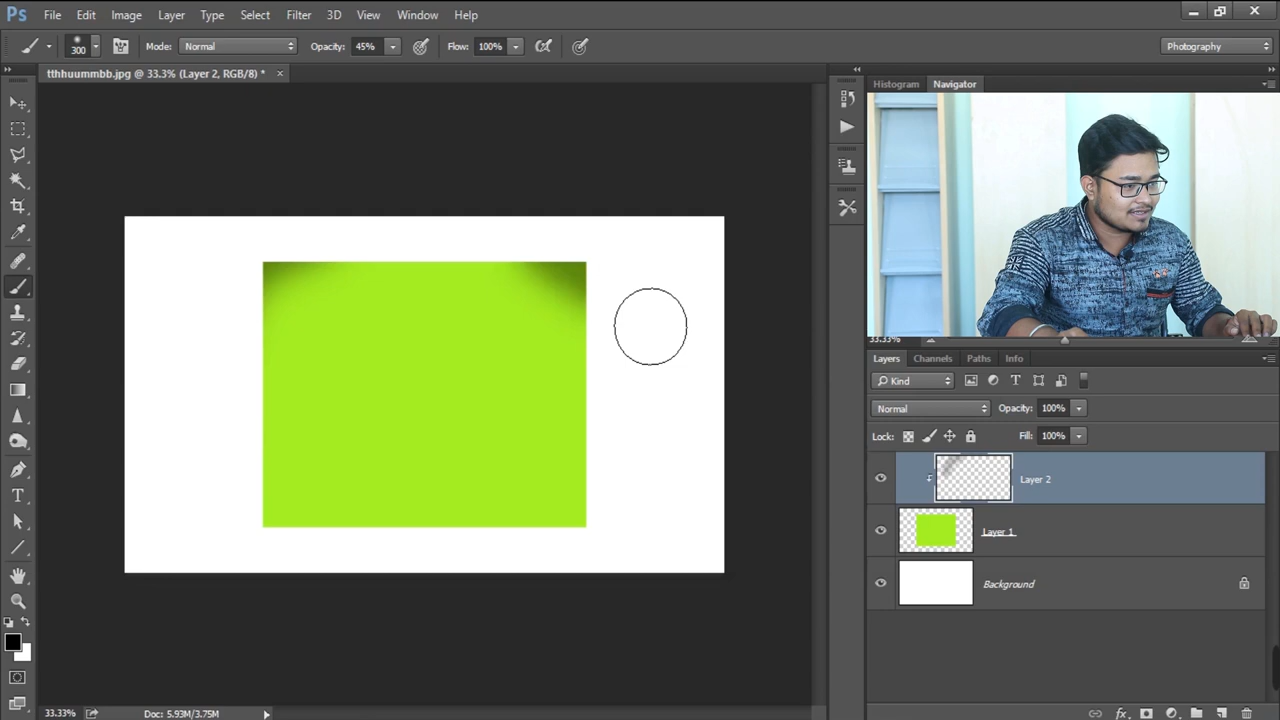 Ps File Edit Image Layer Type Select Filter 3D View Window Help
300 Mode: Normal Opacity: 45% Flow: 100% Photography
tthhuummbb.jpg @ 33.3% (Layer 2, RGB/8) * ×
Histogram Navigator
33.33%
Layers Channels Paths Info
Kind
Normal Opacity: 100%
Lock: Fill: 100%
Layer 2
Layer 1
Background
33.33% Doc: 5.93M/3.75M